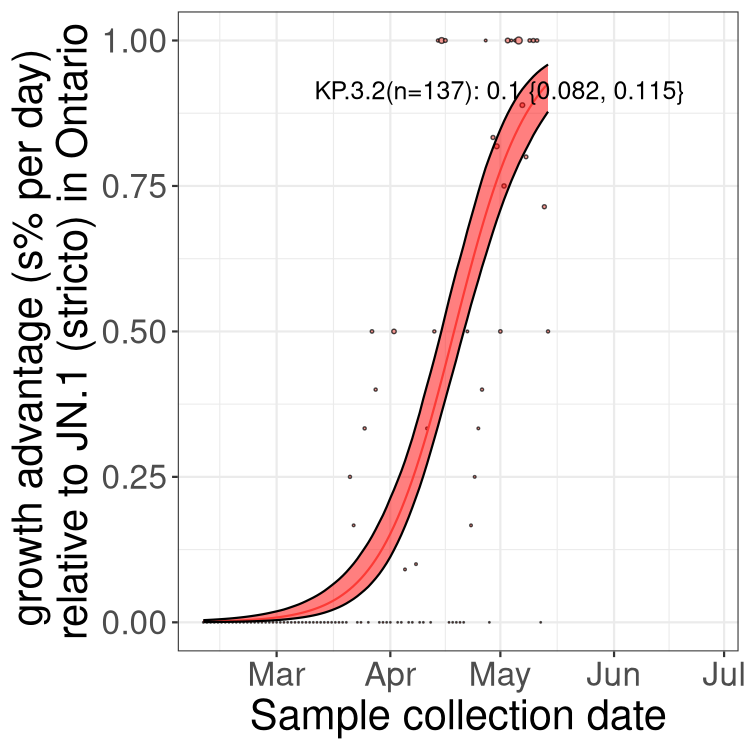 growth advantage (s% per day)
relative to JN.1 (stricto) in Ontario
1.00
0.75
0.50
0.25
0.00
KP.3.2(n=137): 0.1 {0.082, 0.115}
Mar Apr May Jun Jul
Sample collection date